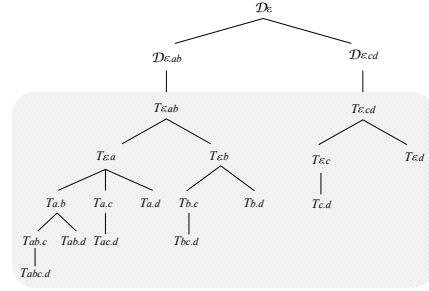 𝒟ε
𝒟ε.ab 𝒟ε.cd
Tε.ab Tε.cd
Tε.a Tε.b Tε.c Tε.d
Ta.b Ta.c Ta.d Tb.c Tb.d Tc.d
Tab.c Tab.d Tac.d Tbc.d
Tabc.d